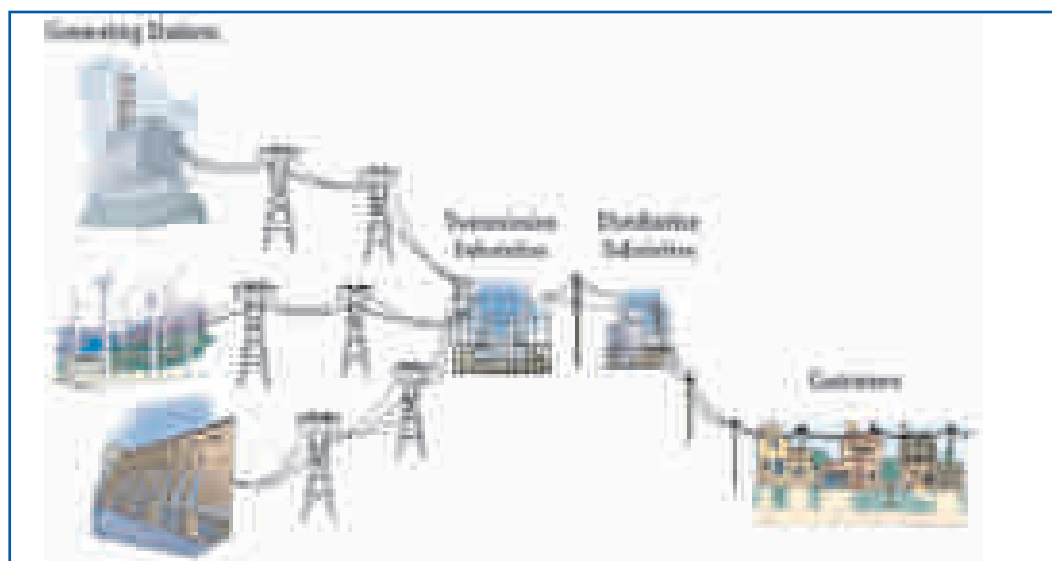 Generating Stations
Transmission
Substation
Distribution
Substation
Customers